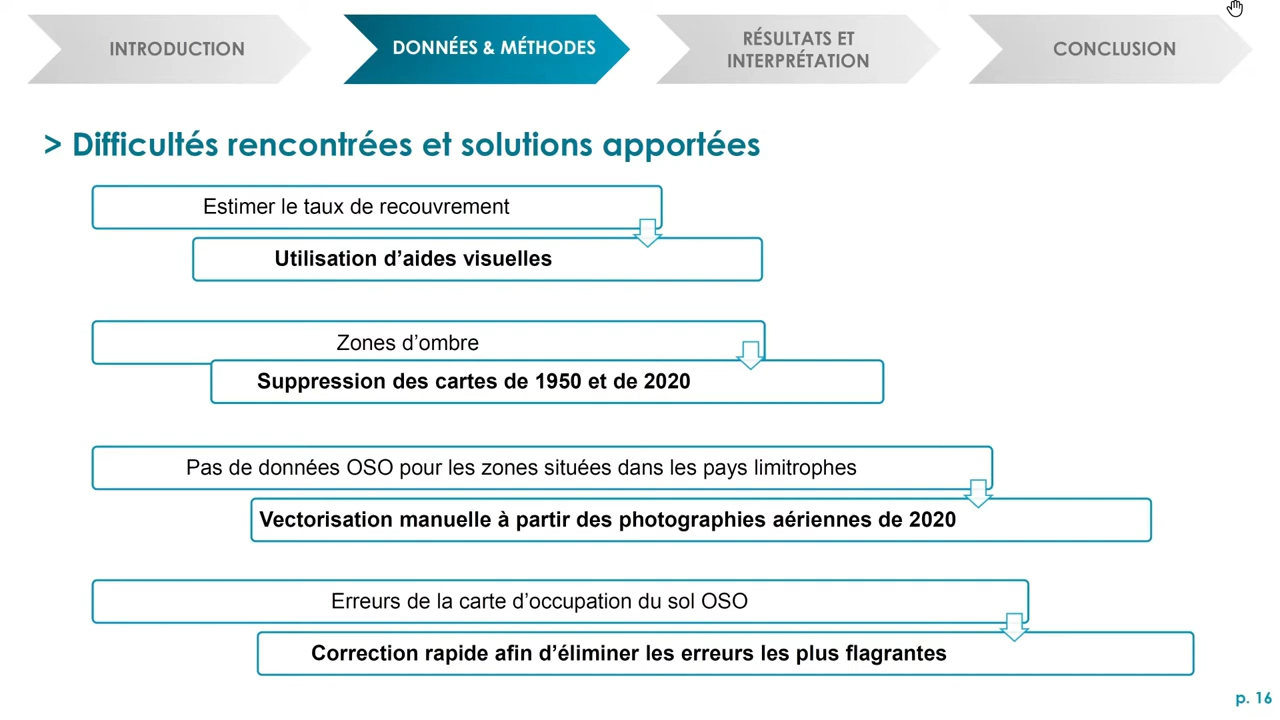 INTRODUCTION
DONNÉES & MÉTHODES
RÉSULTATS ET
INTERPRÉTATION
CONCLUSION
> Difficultés rencontrées et solutions apportées
Estimer le taux de recouvrement
Utilisation d’aides visuelles
Zones d’ombre
Suppression des cartes de 1950 et de 2020
Pas de données OSO pour les zones situées dans les pays limitrophes
Vectorisation manuelle à partir des photographies aériennes de 2020
Erreurs de la carte d’occupation du sol OSO
Correction rapide afin d’éliminer les erreurs les plus flagrantes
p. 16